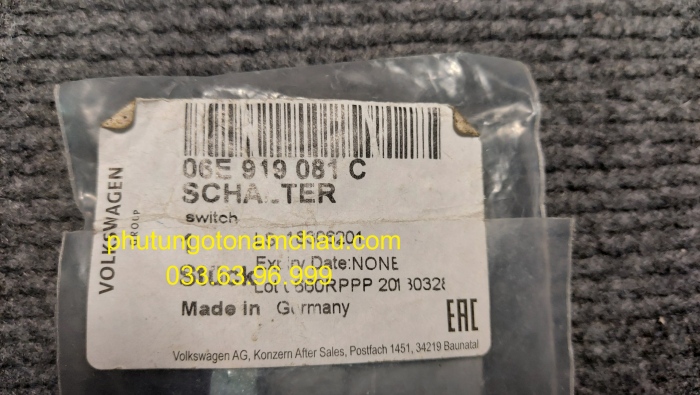 VOLKSWAGEN
GROUP
06E 919 081 C
SCHALTER
switch
phutungotonamchau.com
Expiry Date:NONE
033.63.96.999
Made in Germany
EAC
Volkswagen AG, Konzern After Sales, Postfach 1451, 34219 Baunatal